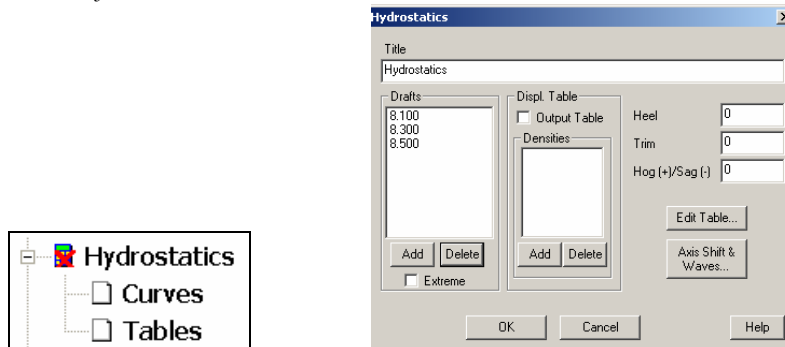 Hydrostatics
Curves
Tables
Hydrostatics
Title
Hydrostatics
Drafts
8.100
8.300
8.500
Add Delete
Extreme
Displ. Table
Output Table
Densities
Add Delete
Heel 0
Trim 0
Hog (+)/Sag (-) 0
Edit Table...
Axis Shift &
Waves...
OK Cancel Help